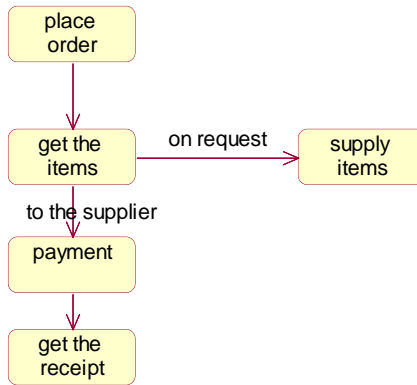 place
order
get the
items
on request
supply
items
to the supplier
payment
get the
receipt